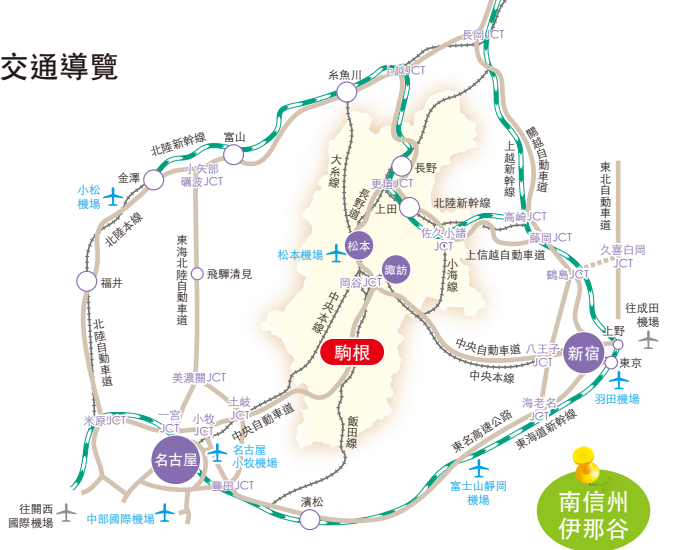 交通導覽
長岡JCT
上越JCT
糸魚川
關越自動車道
上越新幹線
富山
北陸新幹線
大糸線
長野
東北自動車道
小矢部
礪波JCT
金澤
小松
機場
更埴JCT
長野道
上田
北陸新幹線
高崎JCT
北陸本線
佐久小諸
JCT
藤岡JCT
東海北陸自動車道
松本
松本機場
上信越自動車道
久喜白岡
JCT
諏訪
小海線
鶴島JCT
飛驒清見
岡谷JCT
福井
中央本線
往成田
機場
上野
北陸自動車道
駒根
中央自動車道
八王子
JCT
新宿
東京
中央本線
美濃關JCT
羽田機場
土岐
JCT
海老名
JCT
米原JCT
一宮
JCT
小牧
JCT
中央自動車道
飯田線
東名高速公路
東海道新幹線
名古屋
名古屋
小牧機場
富士山靜岡
機場
豐田JCT
南信州
伊那谷
往關西
國際機場
中部國際機場
濱松